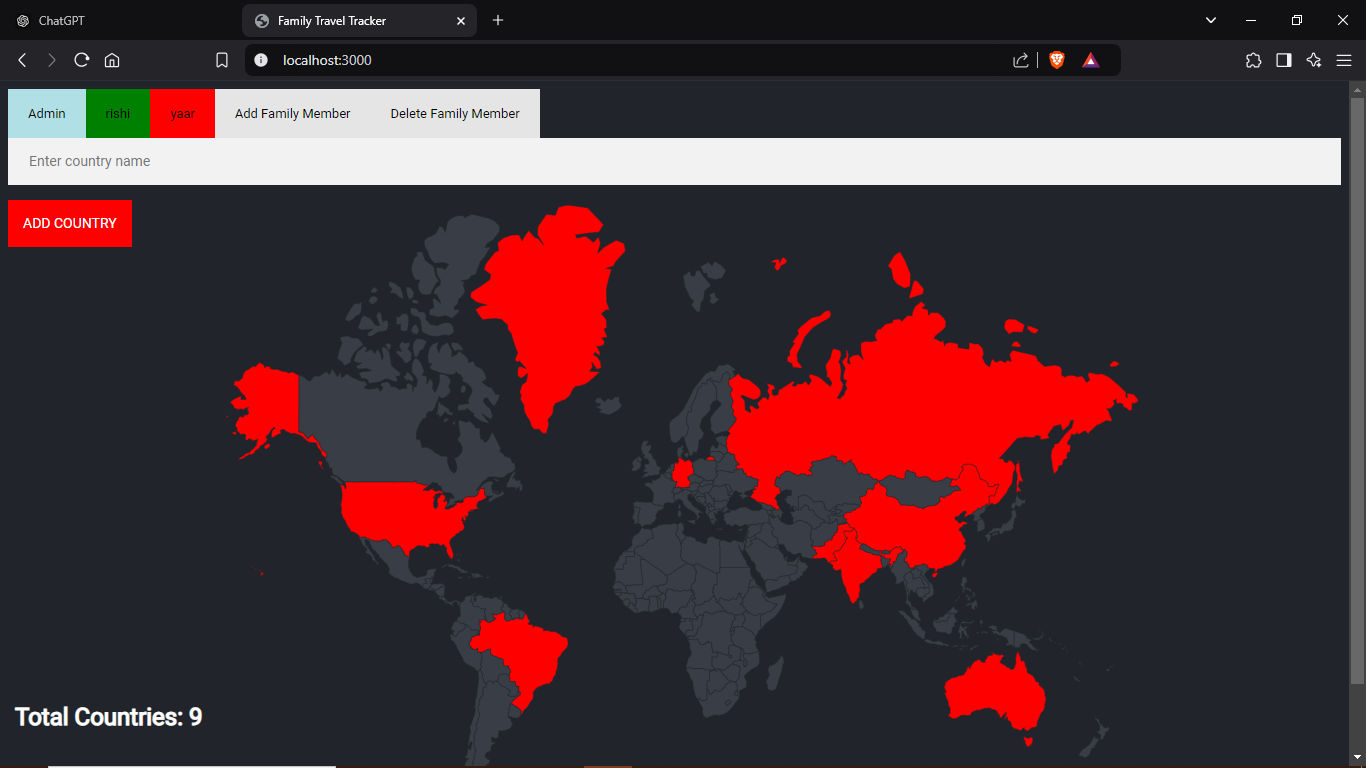 ChatGPT
Family Travel Tracker
localhost:3000
Admin
rishi
yaar
Add Family Member
Delete Family Member
Enter country name
ADD COUNTRY
Total Countries: 9